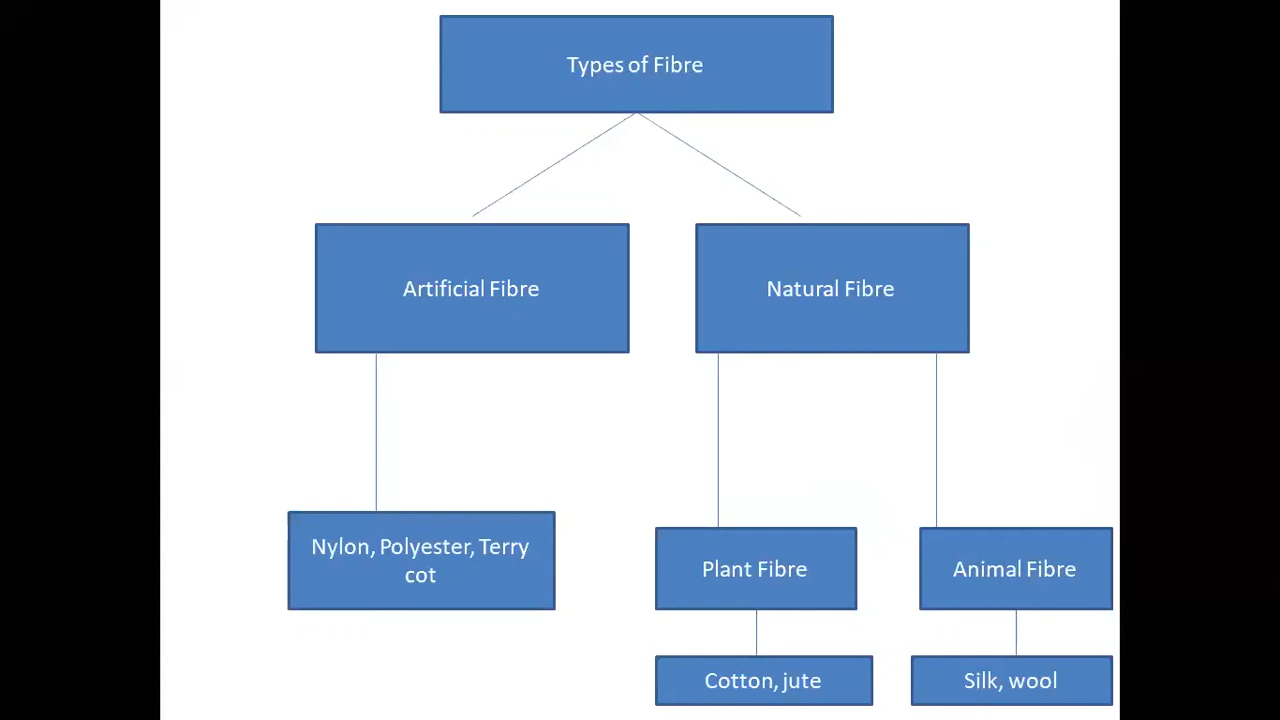 Types of Fibre
Artificial Fibre
Natural Fibre
Nylon, Polyester, Terry
cot
Plant Fibre
Animal Fibre
Cotton, jute
Silk, wool